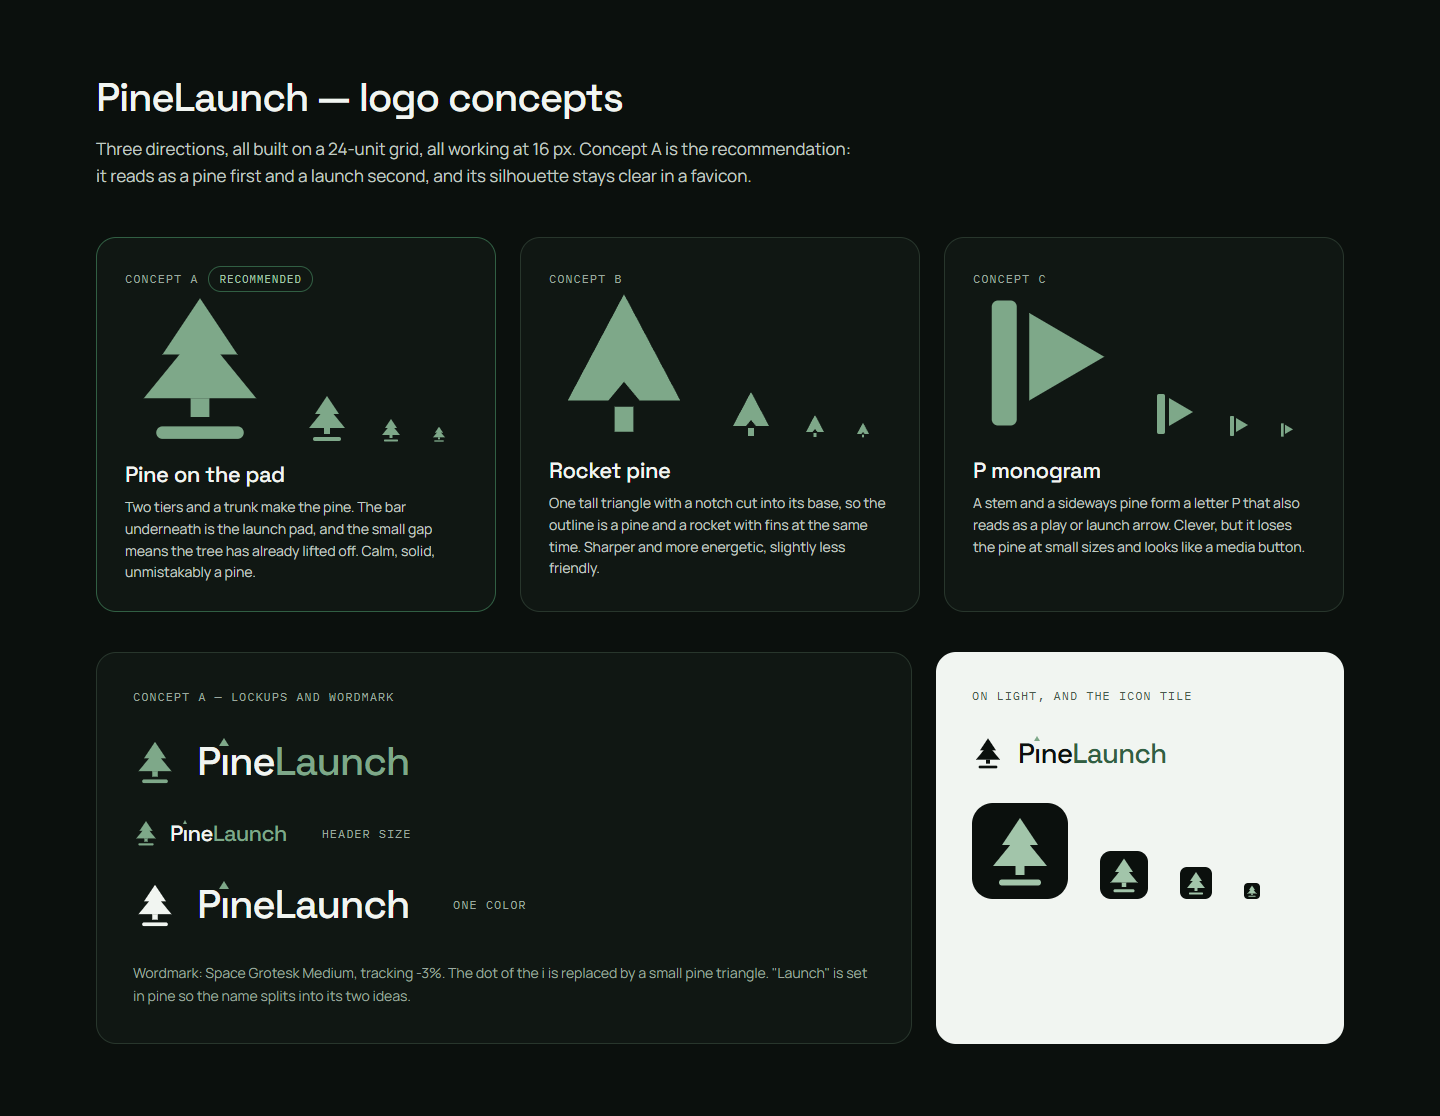 PineLaunch — logo concepts
Three directions, all built on a 24-unit grid, all working at 16 px. Concept A is the recommendation:
it reads as a pine first and a launch second, and its silhouette stays clear in a favicon.
CONCEPT A RECOMMENDED
Pine on the pad
Two tiers and a trunk make the pine. The bar
underneath is the launch pad, and the small gap
means the tree has already lifted off. Calm, solid,
unmistakably a pine.
CONCEPT B
Rocket pine
One tall triangle with a notch cut into its base, so the
outline is a pine and a rocket with fins at the same
time. Sharper and more energetic, slightly less
friendly.
CONCEPT C
P monogram
A stem and a sideways pine form a letter P that also
reads as a play or launch arrow. Clever, but it loses
the pine at small sizes and looks like a media button.
CONCEPT A — LOCKUPS AND WORDMARK
PineLaunch
PineLaunch HEADER SIZE
PineLaunch ONE COLOR
Wordmark: Space Grotesk Medium, tracking -3%. The dot of the i is replaced by a small pine triangle. "Launch" is set
in pine so the name splits into its two ideas.
ON LIGHT, AND THE ICON TILE
PineLaunch